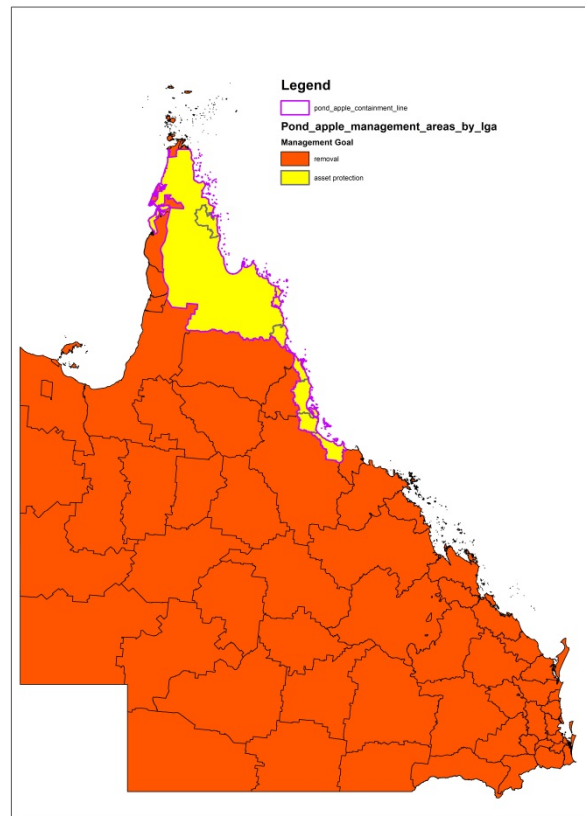 Legend
pond_apple_containment_line
Pond_apple_management_areas_by_lga
Management Goal
removal
asset protection